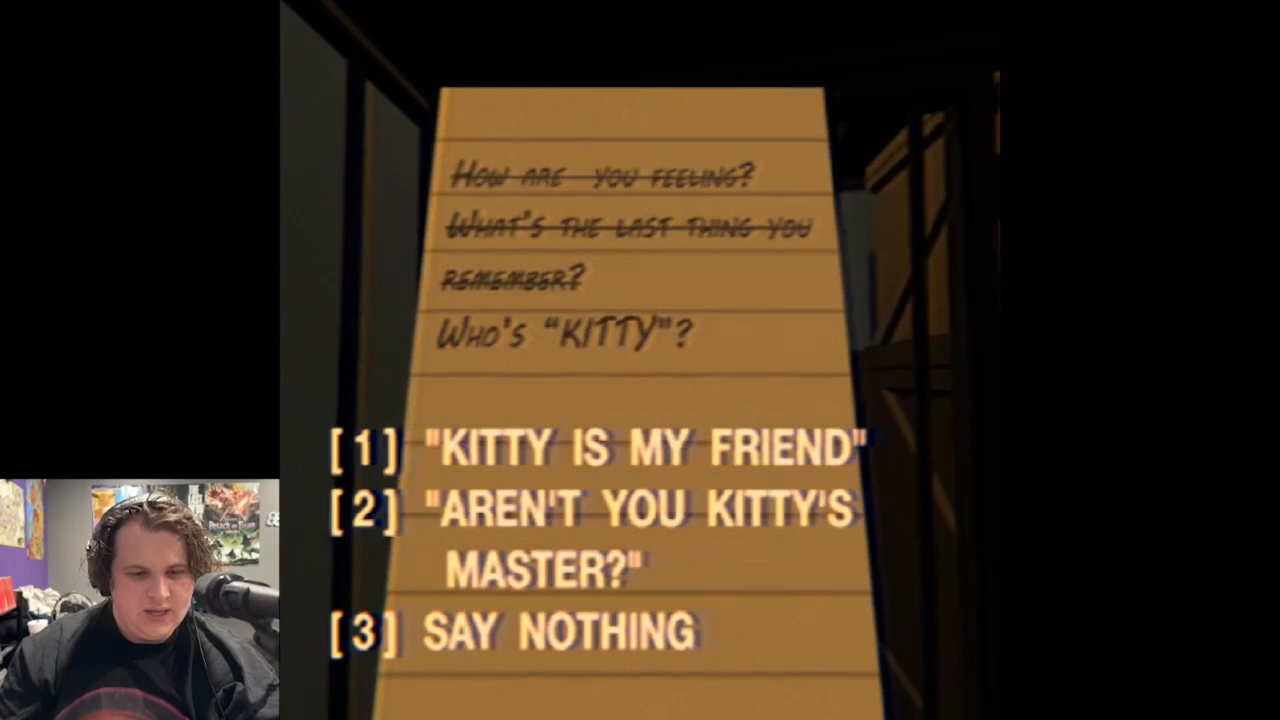 How are you feeling?
What's the last thing you
remember?
Who's "KITTY"?
[1] "KITTY IS MY FRIEND"
[2] "AREN'T YOU KITTY'S
MASTER?"
[3] SAY NOTHING